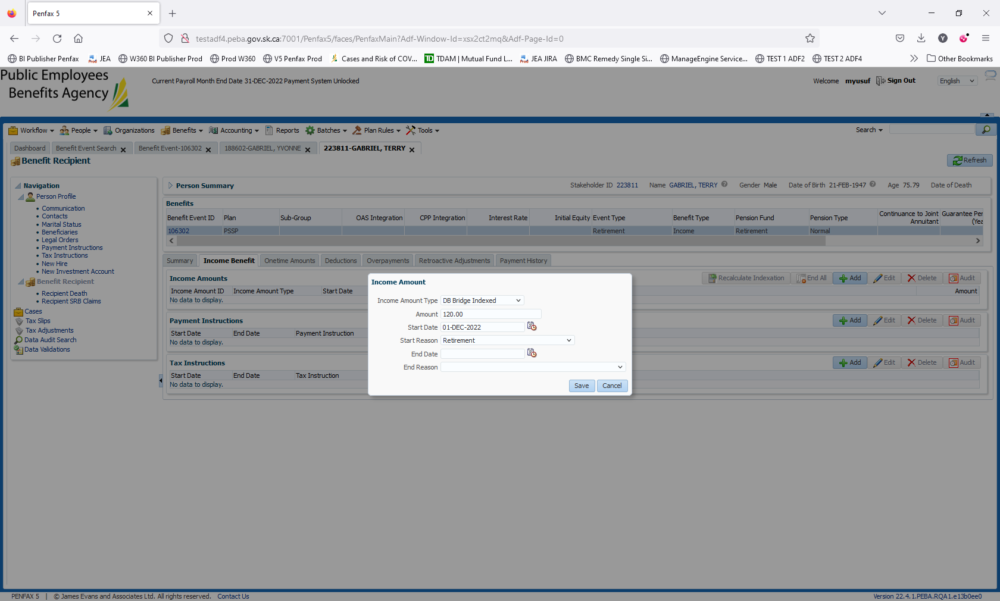 Penfax 5
testadf4.peba.gov.sk.ca:7001/Penfax5/faces/PenfaxMain?Adf-Window-Id=xsx2ct2mq&Adf-Page-Id=0
BI Publisher Penfax JEA W360 BI Publisher Prod Prod W360 V5 Penfax Prod Cases and Risk of COV... TDAM | Mutual Fund L... JEA JIRA BMC Remedy Single Si... ManageEngine Service... TEST 1 ADF2 TEST 2 ADF4 Other Bookmarks
Public Employees
Benefits Agency
Current Payroll Month End Date 31-DEC-2022 Payment System Unlocked
Welcome myusuf Sign Out English
Workflow People Organizations Benefits Accounting Reports Batches Plan Rules Tools Search
Dashboard Benefit Event Search Benefit Event-106302 188602-GABRIEL, YVONNE 223811-GABRIEL, TERRY
Benefit Recipient
Refresh
Navigation
Person Profile
Communication
Contacts
Marital Status
Beneficiaries
Legal Orders
Payment Instructions
Tax Instructions
New Hire
New Investment Account
Benefit Recipient
Recipient Death
Recipient SRB Claims
Cases
Tax Slips
Tax Adjustments
Data Audit Search
Data Validations
Person Summary
Stakeholder ID 223811 Name GABRIEL, TERRY Gender Male Date of Birth 21-FEB-1947 Age 75.79 Date of Death
Benefits
Benefit Event ID Plan Sub-Group OAS Integration CPP Integration Interest Rate Initial Equity Event Type Benefit Type Pension Fund Pension Type Continuance to Joint Annuitant Guarantee Per (Yea
106302 PSSP Retirement Income Retirement Normal
Summary Income Benefit Onetime Amounts Deductions Overpayments Retroactive Adjustments Payment History
Income Amounts
Recalculate Indexation End All Add Edit Delete Audit
Income Amount ID Income Amount Type Start Date Amount
No data to display.
Payment Instructions
Add Edit Delete Audit
Start Date End Date Payment Instruction
No data to display.
Tax Instructions
Add Edit Delete Audit
Start Date End Date Tax Instruction
No data to display.
Income Amount
Income Amount Type DB Bridge Indexed
Amount 120.00
Start Date 01-DEC-2022
Start Reason Retirement
End Date
End Reason
Save Cancel
PENFAX 5 | © James Evans and Associates Ltd. All rights reserved. Contact Us
Version 22.4.1.PEBA.RQA1.e13b0ee0